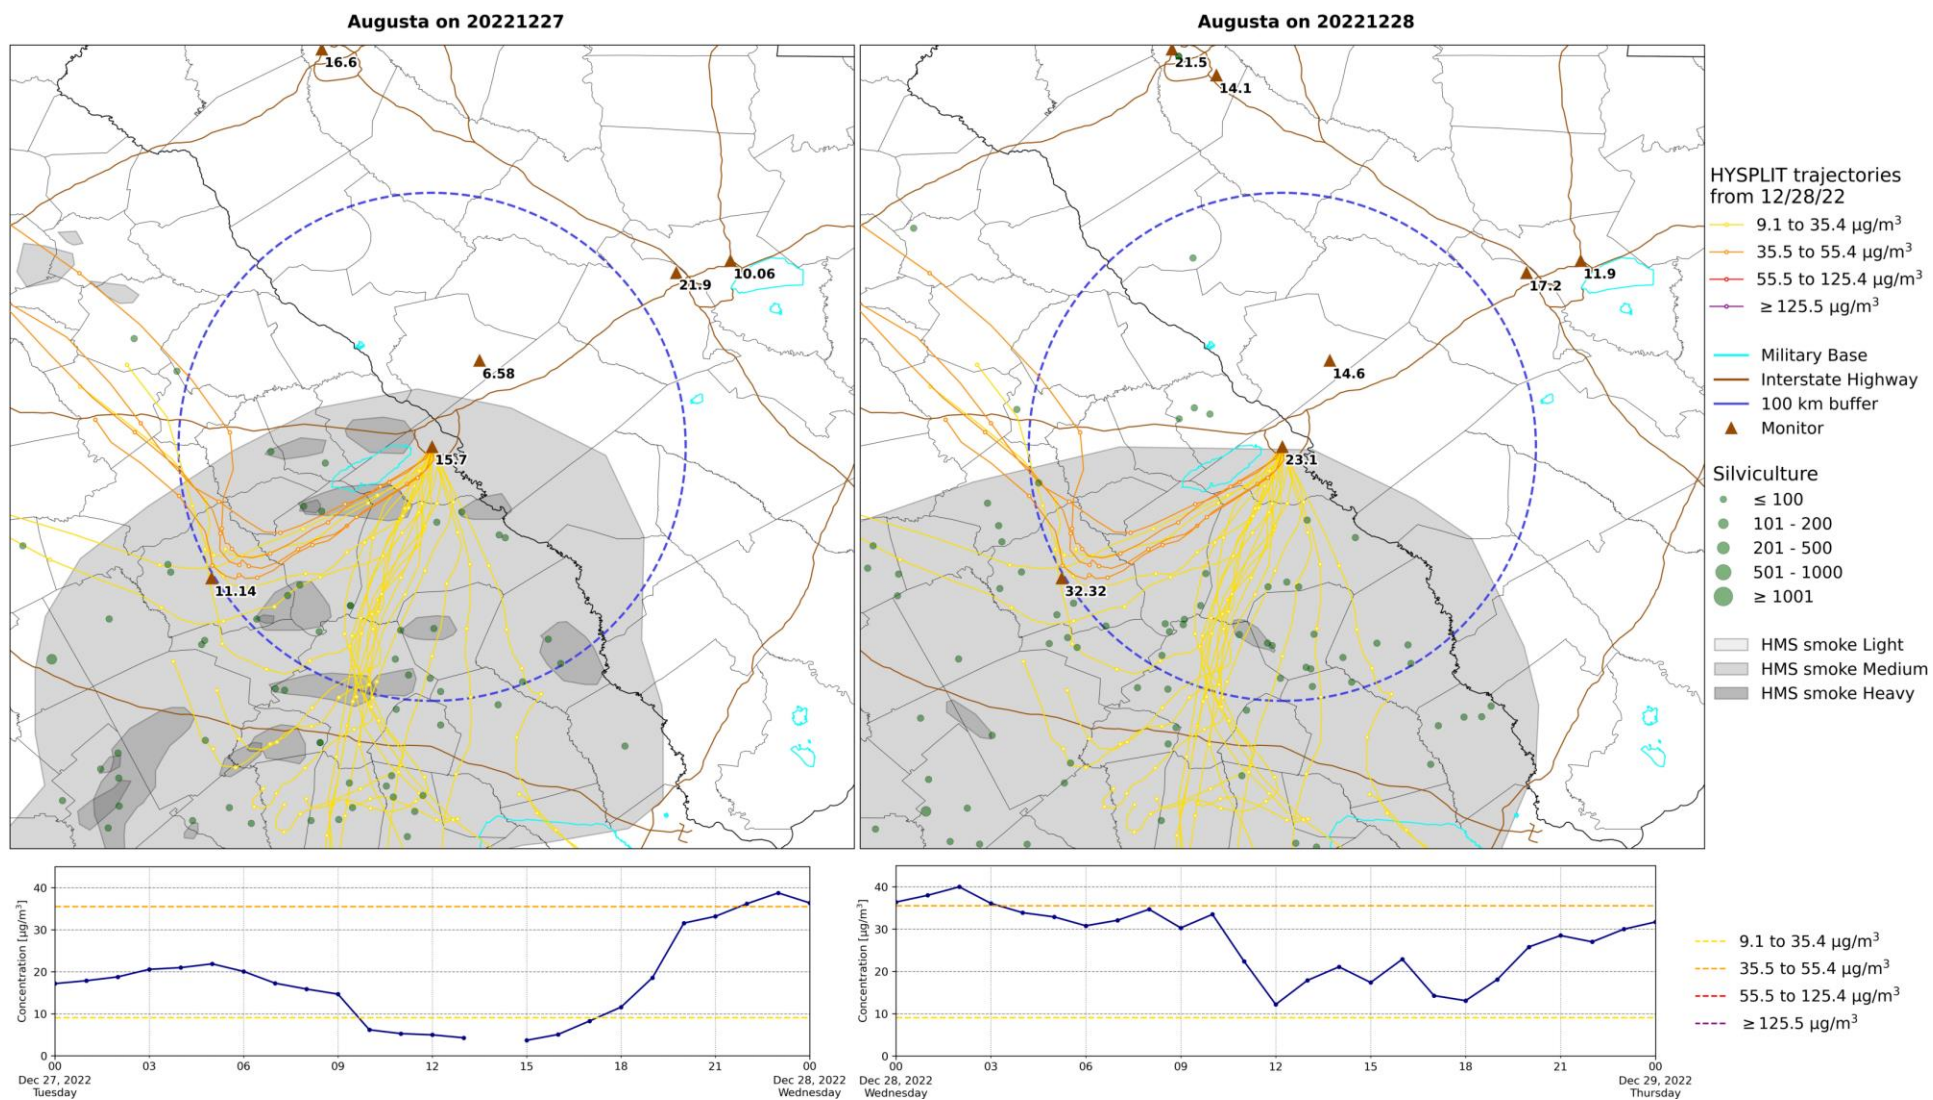 Augusta on 20221227
Augusta on 20221228
16.6
10.06
21.9
6.58
15.7
11.14
21.5
14.1
11.9
17.2
14.6
23.1
32.32
HYSPLIT trajectories
from 12/28/22
9.1 to 35.4 µg/m³
35.5 to 55.4 µg/m³
55.5 to 125.4 µg/m³
≥ 125.5 µg/m³
Military Base
Interstate Highway
100 km buffer
Monitor
Silviculture
≤ 100
101 - 200
201 - 500
501 - 1000
≥ 1001
HMS smoke Light
HMS smoke Medium
HMS smoke Heavy
Concentration [µg/m³]
40
30
20
10
0
00
03
06
09
12
15
18
21
00
Dec 27, 2022
Tuesday
Dec 28, 2022
Wednesday
Concentration [µg/m³]
40
30
20
10
0
00
03
06
09
12
15
18
21
00
Dec 28, 2022
Wednesday
Dec 29, 2022
Thursday
9.1 to 35.4 µg/m³
35.5 to 55.4 µg/m³
55.5 to 125.4 µg/m³
≥ 125.5 µg/m³